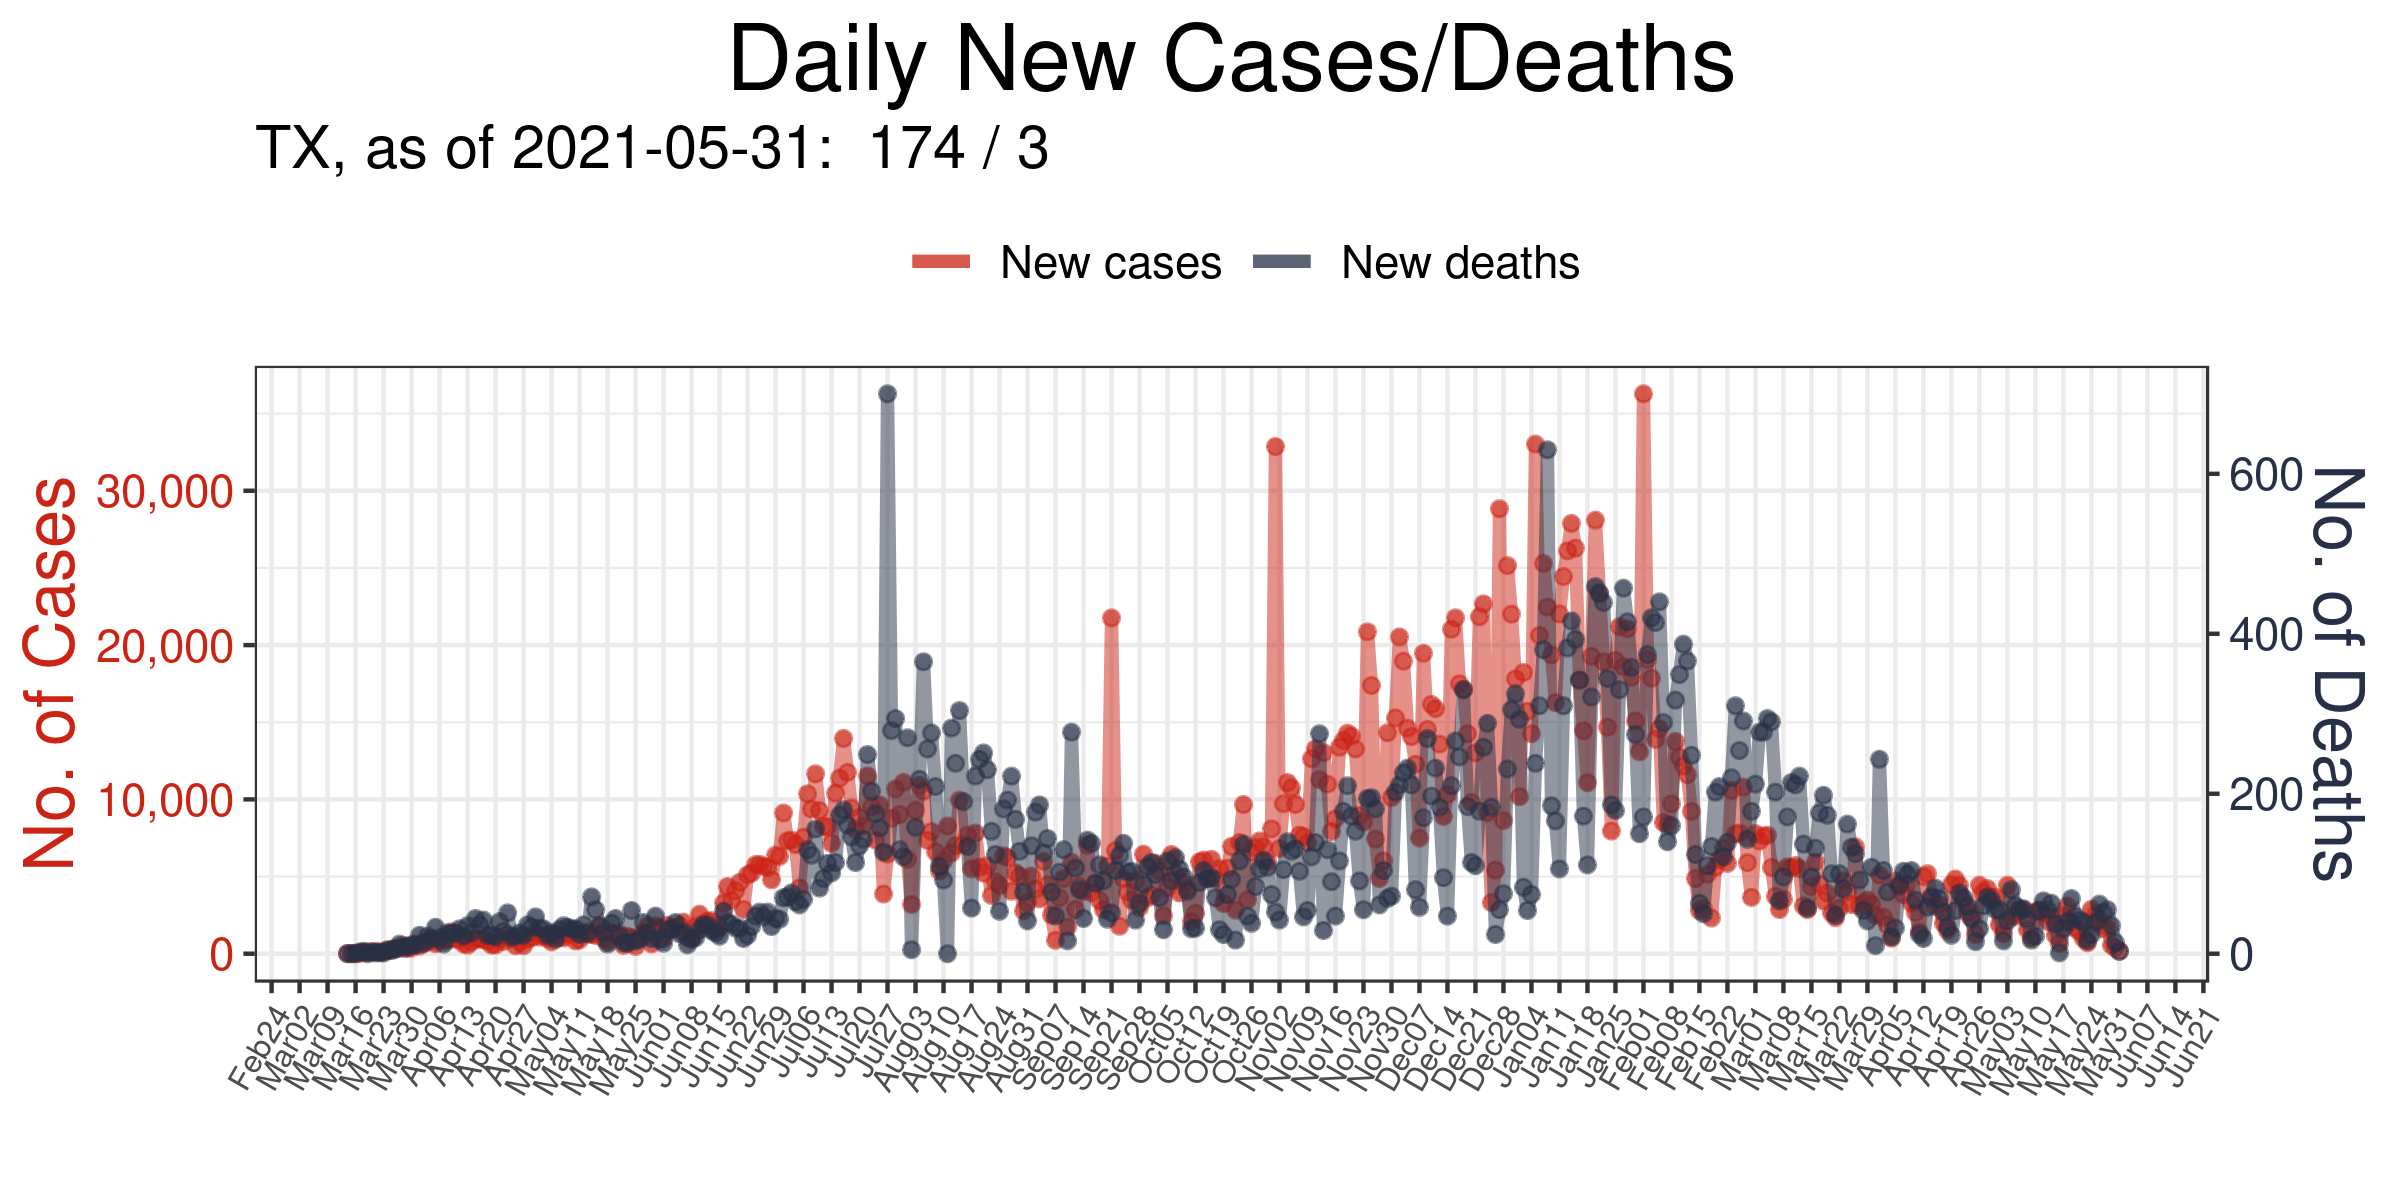 Daily New Cases/Deaths
TX, as of 2021-05-31:  174 / 3
New cases
New deaths
No. of Cases
30,000
20,000
10,000
0
600
400
200
0
No. of Deaths
Feb24
Mar02
Mar09
Mar16
Mar23
Mar30
Apr06
Apr13
Apr20
Apr27
May04
May11
May18
May25
Jun01
Jun08
Jun15
Jun22
Jun29
Jul06
Jul13
Jul20
Jul27
Aug03
Aug10
Aug17
Aug24
Aug31
Sep07
Sep14
Sep21
Sep28
Oct05
Oct12
Oct19
Oct26
Nov02
Nov09
Nov16
Nov23
Nov30
Dec07
Dec14
Dec21
Dec28
Jan04
Jan11
Jan18
Jan25
Feb01
Feb08
Feb15
Feb22
Mar01
Mar08
Mar15
Mar22
Mar29
Apr05
Apr12
Apr19
Apr26
May03
May10
May17
May24
May31
Jun07
Jun14
Jun21